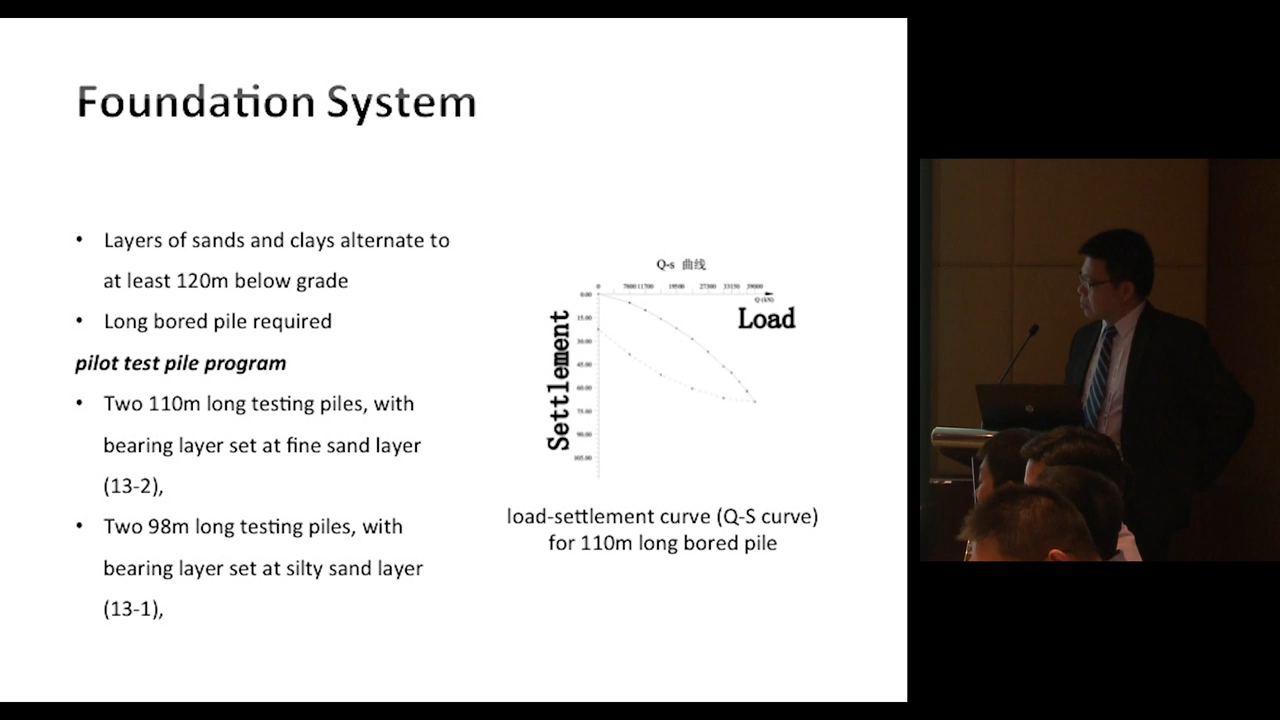 Foundation System
• Layers of sands and clays alternate to
at least 120m below grade
• Long bored pile required
pilot test pile program
• Two 110m long testing piles, with
bearing layer set at fine sand layer
(13-2),
• Two 98m long testing piles, with
bearing layer set at silty sand layer
(13-1),
Q-s 曲线
0 7800 11700 19500 27300 33150 39000
Q (kN)
Load
Settlement
0.00
15.00
30.00
45.00
60.00
75.00
90.00
105.00
load-settlement curve (Q-S curve)
for 110m long bored pile